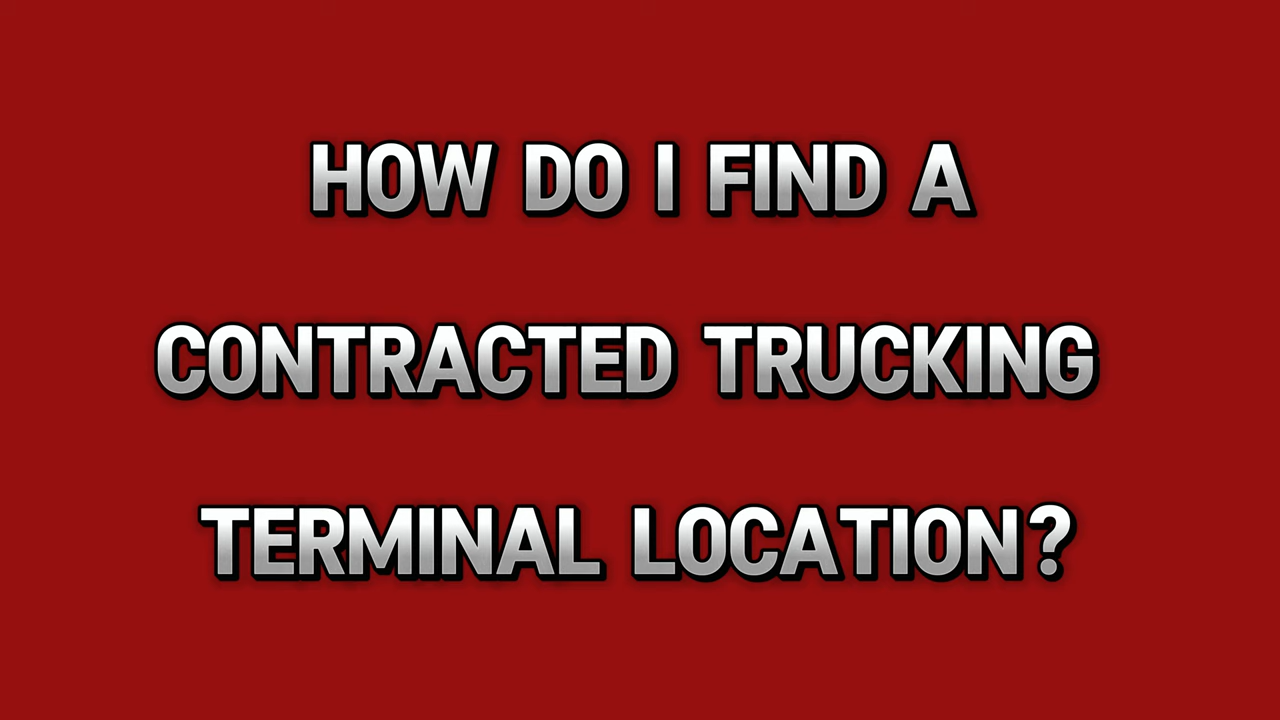 HOW DO I FIND A
CONTRACTED TRUCKING
TERMINAL LOCATION?